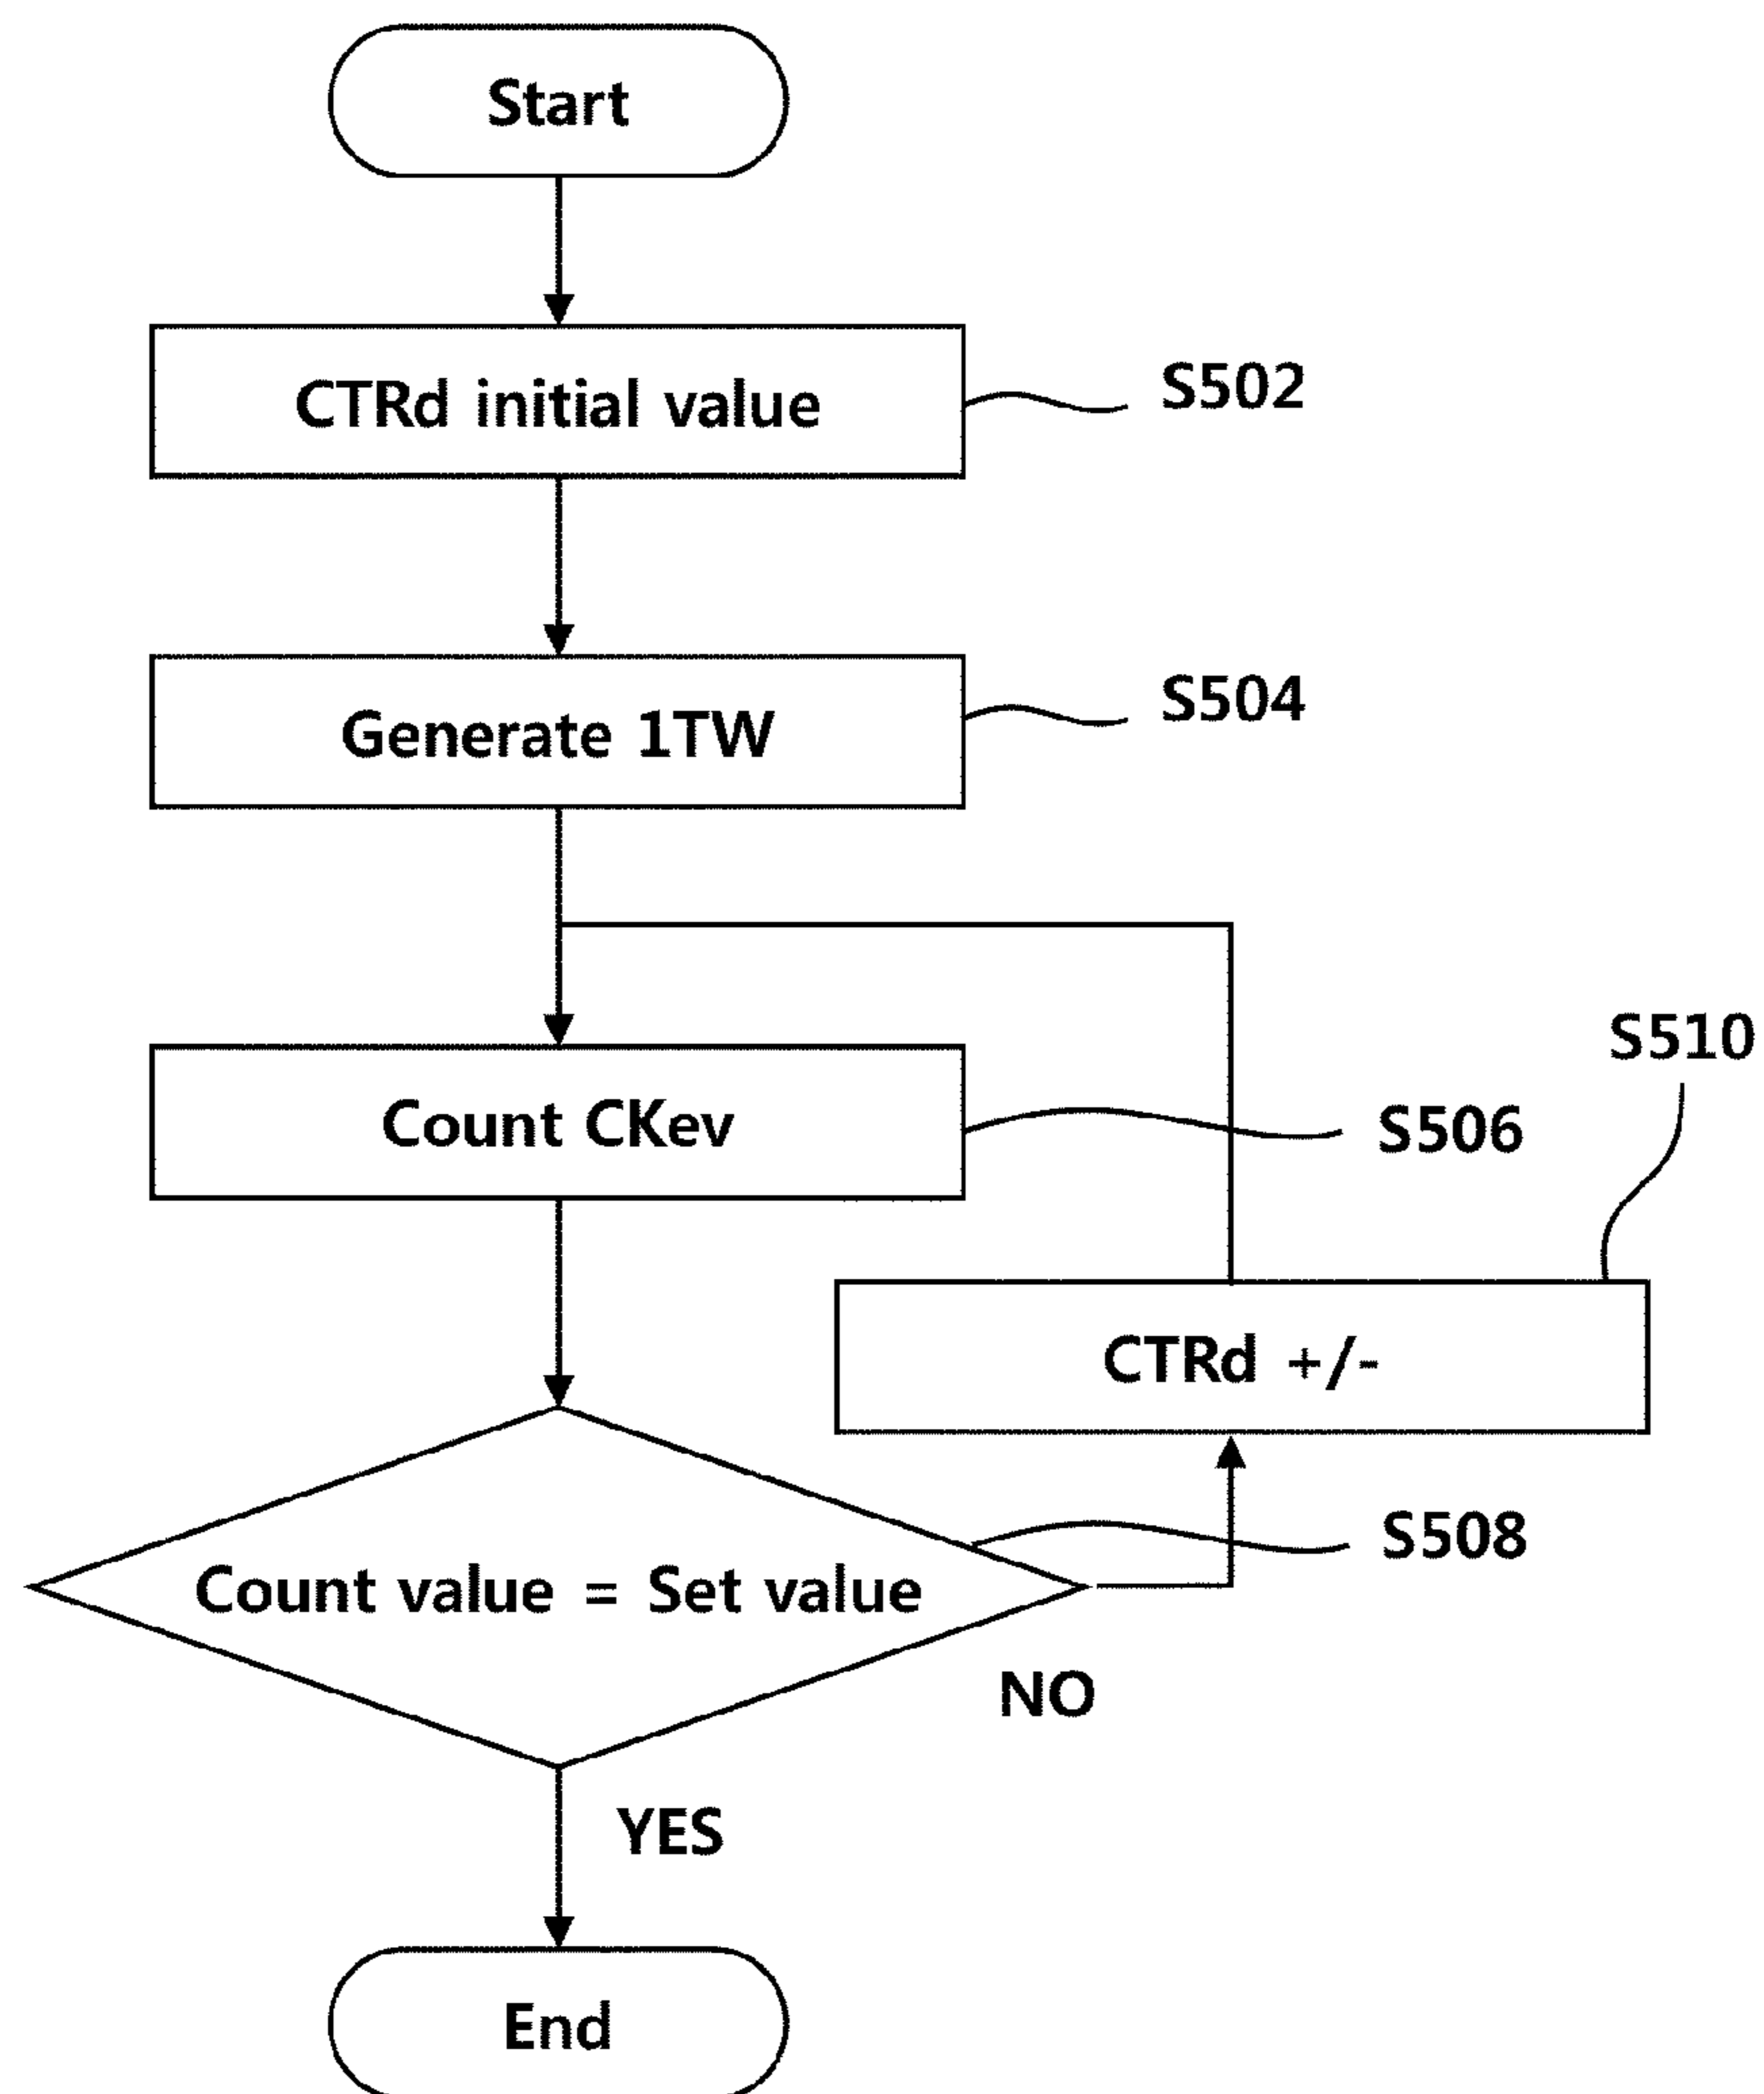 Start
CTRd initial value
S502
Generate 1TW
S504
S510
Count CKev
S506
CTRd +/-
S508
Count value = Set value
NO
YES
End